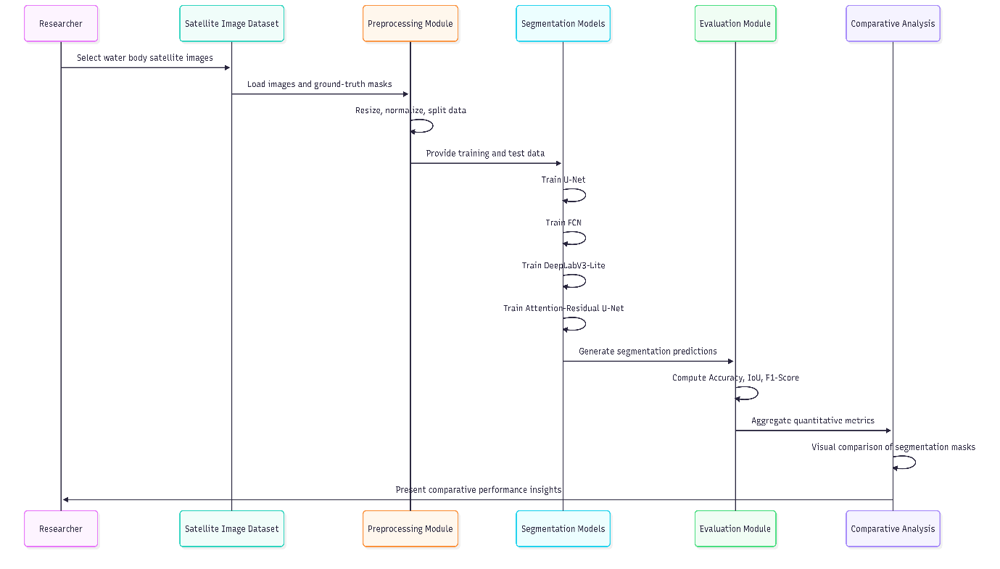 Researcher
Satellite Image Dataset
Preprocessing Module
Segmentation Models
Evaluation Module
Comparative Analysis
Select water body satellite images
Load images and ground-truth masks
Resize, normalize, split data
Provide training and test data
Train U-Net
Train FCN
Train DeepLabV3-Lite
Train Attention-Residual U-Net
Generate segmentation predictions
Compute Accuracy, IoU, F1-Score
Aggregate quantitative metrics
Visual comparison of segmentation masks
Present comparative performance insights
Researcher
Satellite Image Dataset
Preprocessing Module
Segmentation Models
Evaluation Module
Comparative Analysis